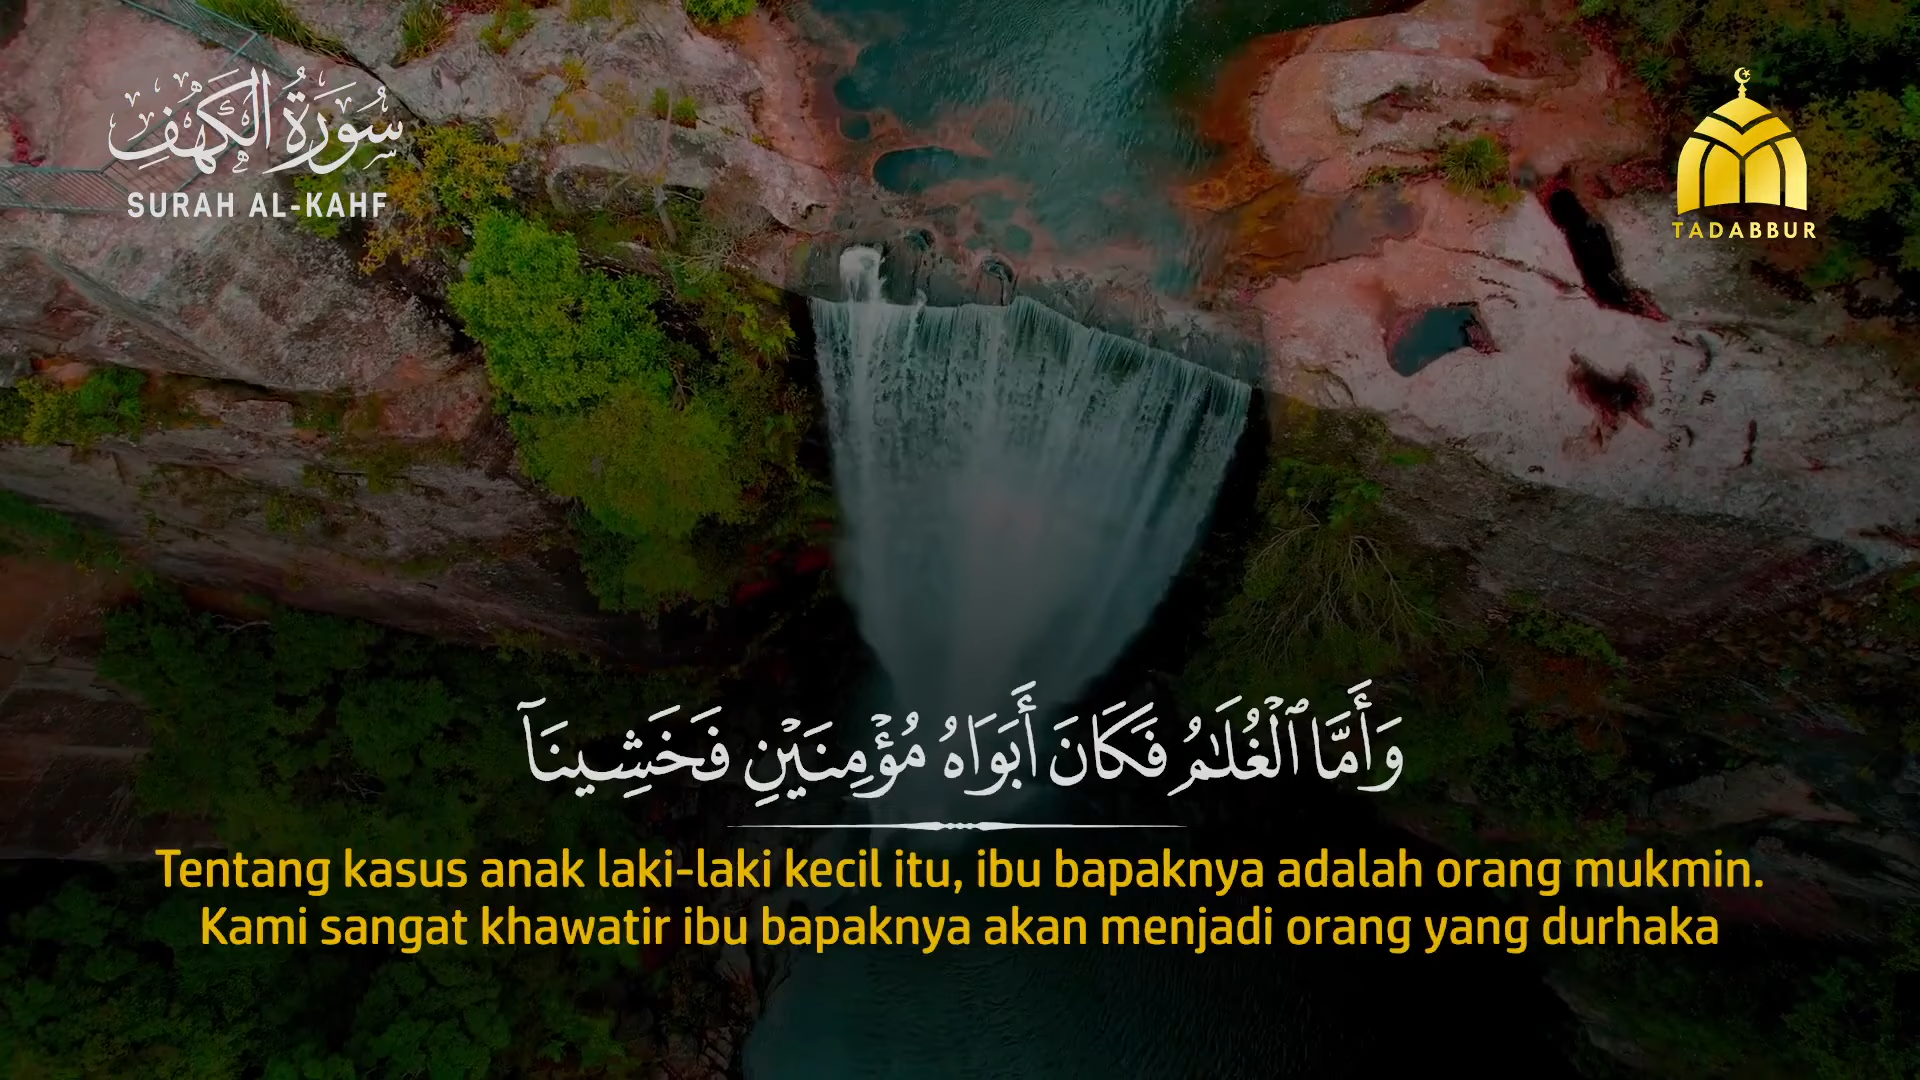 سُورَةُ الْكَهْفِ
SURAH AL-KAHF
TADABBUR
وَأَمَّا ٱلْغُلَـٰمُ فَكَانَ أَبَوَاهُ مُؤْمِنَيْنِ فَخَشِينَآ
Tentang kasus anak laki-laki kecil itu, ibu bapaknya adalah orang mukmin.
Kami sangat khawatir ibu bapaknya akan menjadi orang yang durhaka